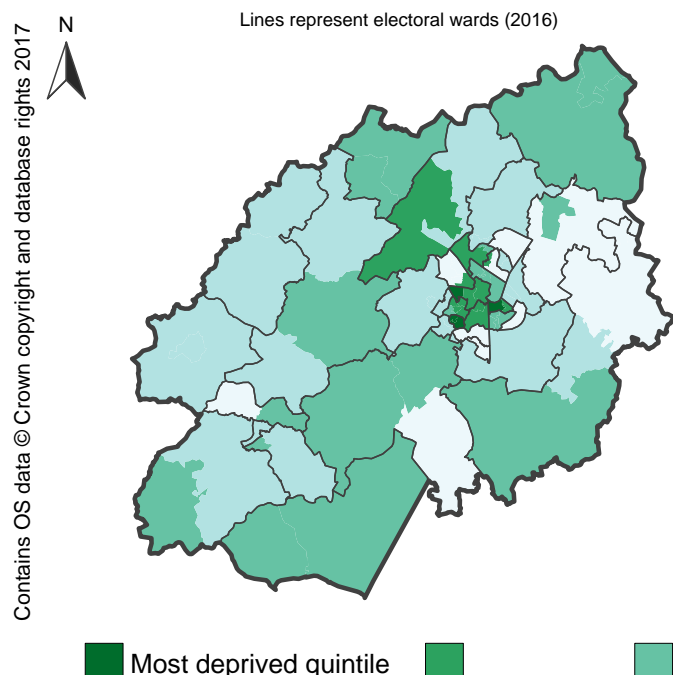 Lines represent electoral wards (2016)
N
Contains OS data © Crown copyright and database rights 2017
Most deprived quintile